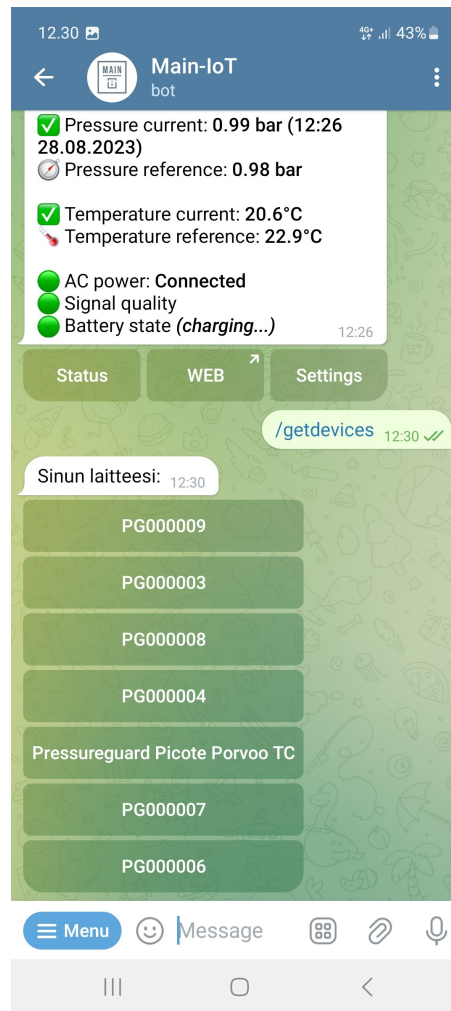 12.30
4G+
43%
MAIN
Main-IoT
bot
Pressure current: 0.99 bar (12:26
28.08.2023)
Pressure reference: 0.98 bar
Temperature current: 20.6°C
Temperature reference: 22.9°C
AC power: Connected
Signal quality
Battery state (charging...)
12:26
Status
WEB
Settings
/getdevices 12:30
Sinun laitteesi: 12:30
PG000009
PG000003
PG000008
PG000004
Pressureguard Picote Porvoo TC
PG000007
PG000006
Menu
Message